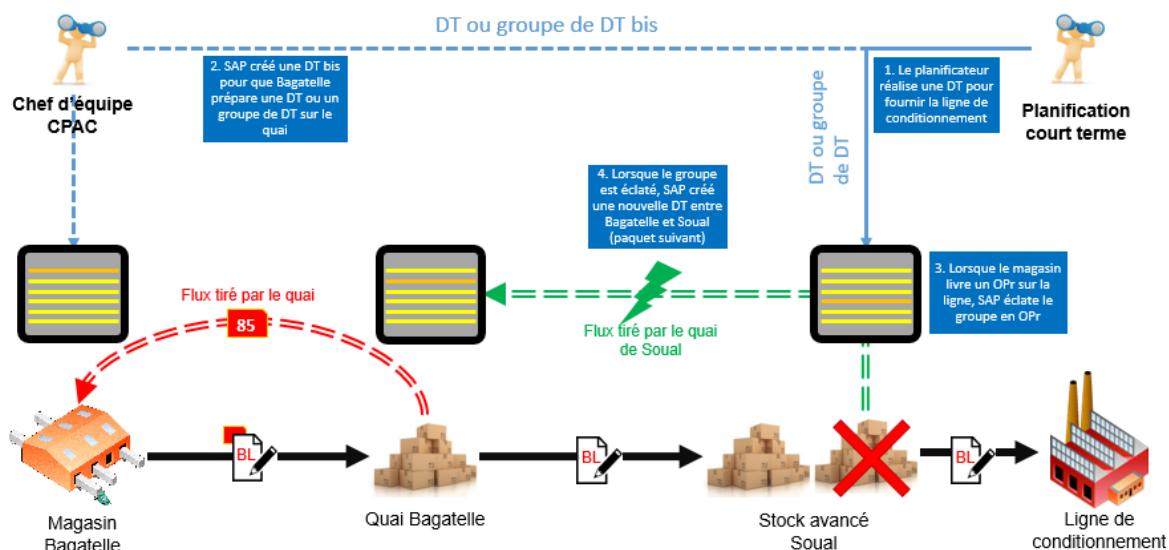 DT ou groupe de DT bis
Chef d'équipe
CPAC
2. SAP créé une DT bis
pour que Bagatelle
prépare une DT ou un
groupe de DT sur le
quai
1. Le planificateur
réalise une DT pour
fournir la ligne de
conditionnement
Planification
court terme
DT ou groupe
de DT
4. Lorsque le groupe
est éclaté, SAP créé
une nouvelle DT entre
Bagatelle et Soual
(paquet suivant)
3. Lorsque le magasin
livre un OPr sur la
ligne, SAP éclate le
groupe en OPr
Flux tiré par le quai
85
Flux tiré par le quai
de Soual
BL
BL
BL
Magasin
Bagatelle
Quai Bagatelle
Stock avancé
Soual
Ligne de
conditionnement